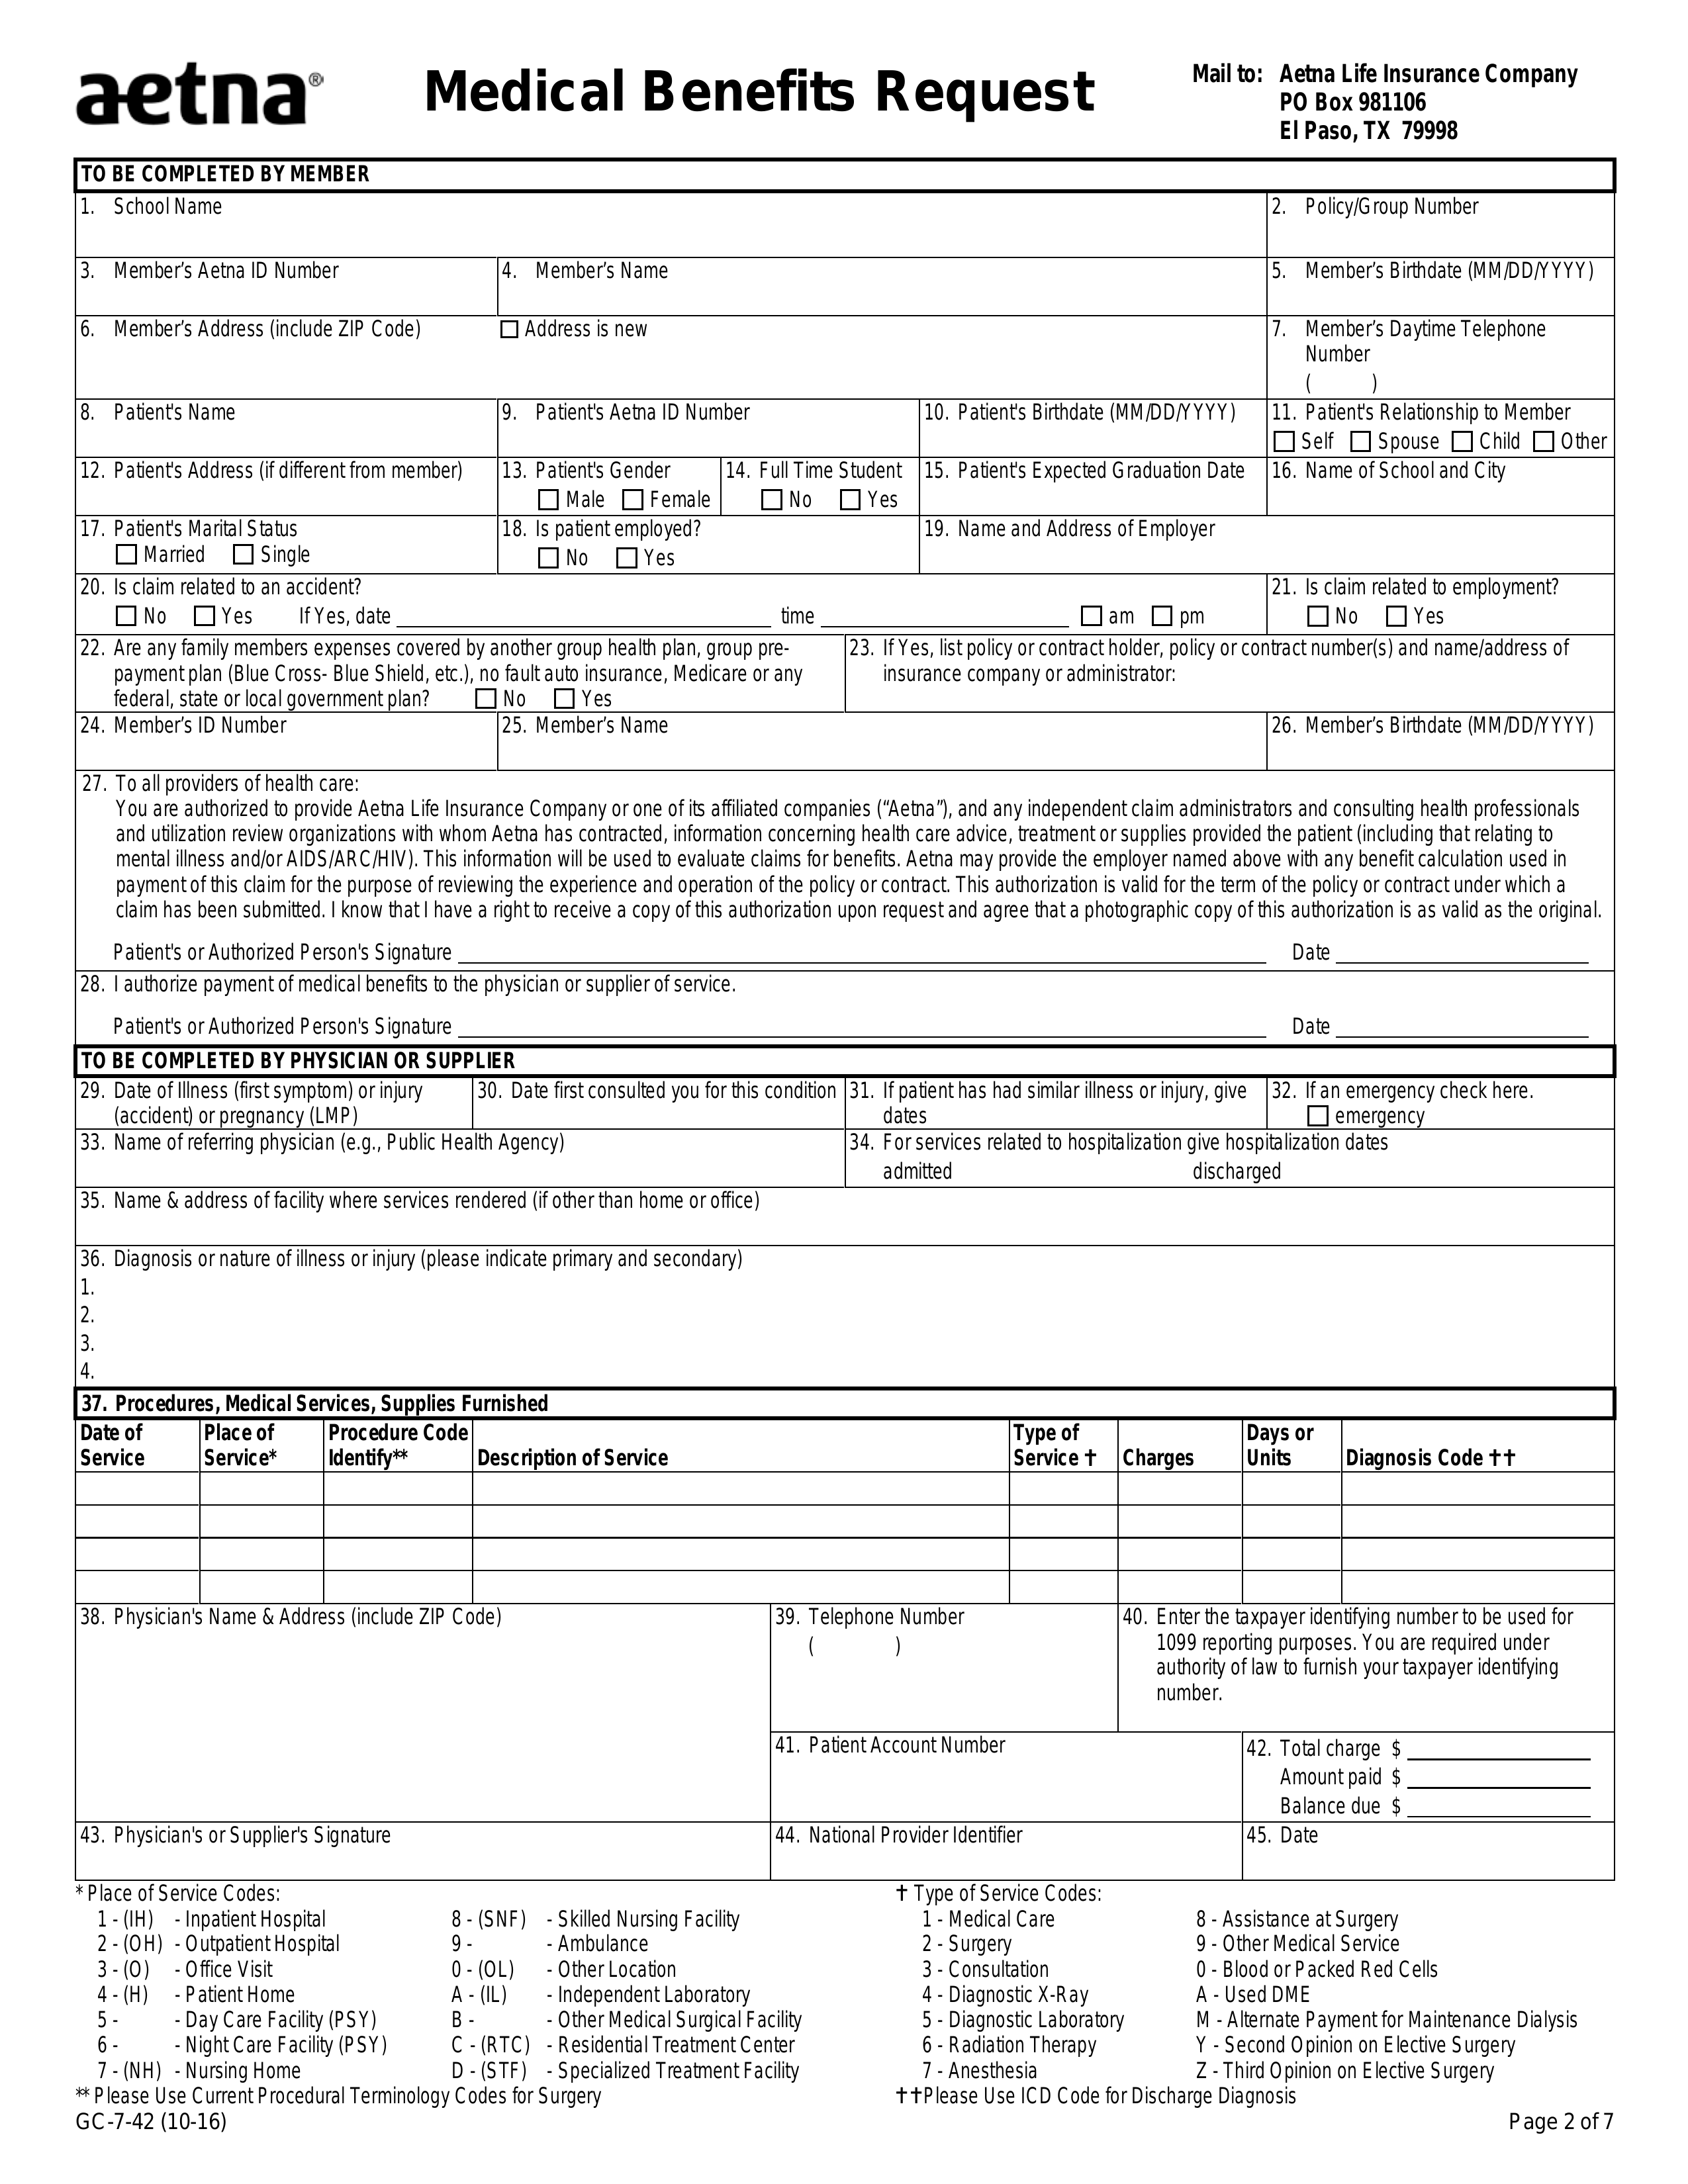 aetna®
Medical Benefits Request
Mail to: Aetna Life Insurance Company
PO Box 981106
El Paso, TX 79998
TO BE COMPLETED BY MEMBER
1. School Name
2. Policy/Group Number
3. Member’s Aetna ID Number
4. Member’s Name
5. Member’s Birthdate (MM/DD/YYYY)
6. Member’s Address (include ZIP Code)
☐ Address is new
7. Member’s Daytime Telephone
Number
( )
8. Patient's Name
9. Patient's Aetna ID Number
10. Patient's Birthdate (MM/DD/YYYY)
11. Patient's Relationship to Member
☐ Self ☐ Spouse ☐ Child ☐ Other
12. Patient's Address (if different from member)
13. Patient's Gender
☐ Male ☐ Female
14. Full Time Student
☐ No ☐ Yes
15. Patient's Expected Graduation Date
16. Name of School and City
17. Patient's Marital Status
☐ Married ☐ Single
18. Is patient employed?
☐ No ☐ Yes
19. Name and Address of Employer
20. Is claim related to an accident?
☐ No ☐ Yes If Yes, date ____ time ____ ☐ am ☐ pm
21. Is claim related to employment?
☐ No ☐ Yes
22. Are any family members expenses covered by another group health plan, group pre-
payment plan (Blue Cross- Blue Shield, etc.), no fault auto insurance, Medicare or any
federal, state or local government plan? ☐ No ☐ Yes
23. If Yes, list policy or contract holder, policy or contract number(s) and name/address of
insurance company or administrator:
24. Member’s ID Number
25. Member’s Name
26. Member’s Birthdate (MM/DD/YYYY)
27. To all providers of health care:
You are authorized to provide Aetna Life Insurance Company or one of its affiliated companies (“Aetna”), and any independent claim administrators and consulting health professionals
and utilization review organizations with whom Aetna has contracted, information concerning health care advice, treatment or supplies provided the patient (including that relating to
mental illness and/or AIDS/ARC/HIV). This information will be used to evaluate claims for benefits. Aetna may provide the employer named above with any benefit calculation used in
payment of this claim for the purpose of reviewing the experience and operation of the policy or contract. This authorization is valid for the term of the policy or contract under which a
claim has been submitted. I know that I have a right to receive a copy of this authorization upon request and agree that a photographic copy of this authorization is as valid as the original.
Patient's or Authorized Person's Signature ____ Date ____
28. I authorize payment of medical benefits to the physician or supplier of service.
Patient's or Authorized Person's Signature ____ Date ____
TO BE COMPLETED BY PHYSICIAN OR SUPPLIER
29. Date of Illness (first symptom) or injury
(accident) or pregnancy (LMP)
30. Date first consulted you for this condition
31. If patient has had similar illness or injury, give
dates
32. If an emergency check here.
☐ emergency
33. Name of referring physician (e.g., Public Health Agency)
34. For services related to hospitalization give hospitalization dates
admitted discharged
35. Name & address of facility where services rendered (if other than home or office)
36. Diagnosis or nature of illness or injury (please indicate primary and secondary)
1.
2.
3.
4.
37. Procedures, Medical Services, Supplies Furnished
Date of
Service
Place of
Service*
Procedure Code
Identify**
Description of Service
Type of
Service ✝
Charges
Days or
Units
Diagnosis Code ✝✝
38. Physician's Name & Address (include ZIP Code)
39. Telephone Number
( )
40. Enter the taxpayer identifying number to be used for
1099 reporting purposes. You are required under
authority of law to furnish your taxpayer identifying
number.
41. Patient Account Number
42. Total charge $ ____
Amount paid $ ____
Balance due $ ____
43. Physician's or Supplier's Signature
44. National Provider Identifier
45. Date
* Place of Service Codes:
1 - (IH) - Inpatient Hospital
2 - (OH) - Outpatient Hospital
3 - (O) - Office Visit
4 - (H) - Patient Home
5 - - Day Care Facility (PSY)
6 - - Night Care Facility (PSY)
7 - (NH) - Nursing Home
8 - (SNF) - Skilled Nursing Facility
9 - - Ambulance
0 - (OL) - Other Location
A - (IL) - Independent Laboratory
B - - Other Medical Surgical Facility
C - (RTC) - Residential Treatment Center
D - (STF) - Specialized Treatment Facility
** Please Use Current Procedural Terminology Codes for Surgery
✝ Type of Service Codes:
1 - Medical Care
2 - Surgery
3 - Consultation
4 - Diagnostic X-Ray
5 - Diagnostic Laboratory
6 - Radiation Therapy
7 - Anesthesia
8 - Assistance at Surgery
9 - Other Medical Service
0 - Blood or Packed Red Cells
A - Used DME
M - Alternate Payment for Maintenance Dialysis
Y - Second Opinion on Elective Surgery
Z - Third Opinion on Elective Surgery
✝✝Please Use ICD Code for Discharge Diagnosis
GC-7-42 (10-16)
Page 2 of 7